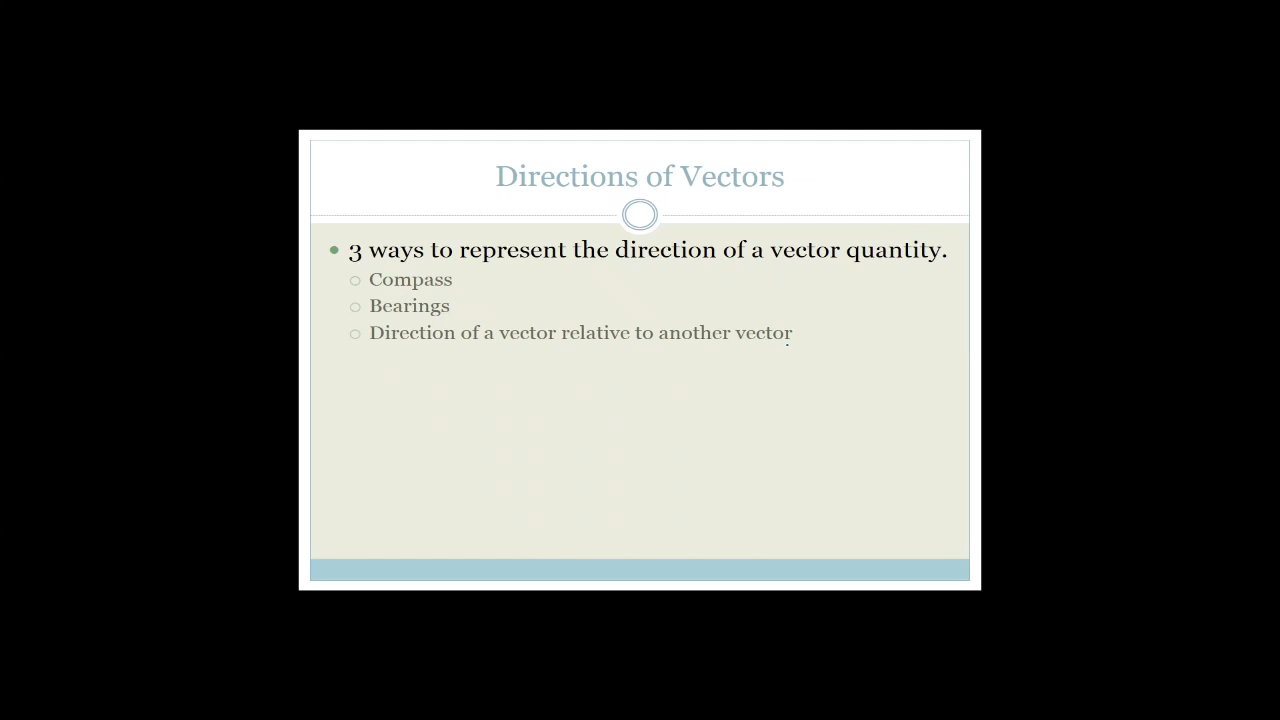 Directions of Vectors
3 ways to represent the direction of a vector quantity.
Compass
Bearings
Direction of a vector relative to another vector